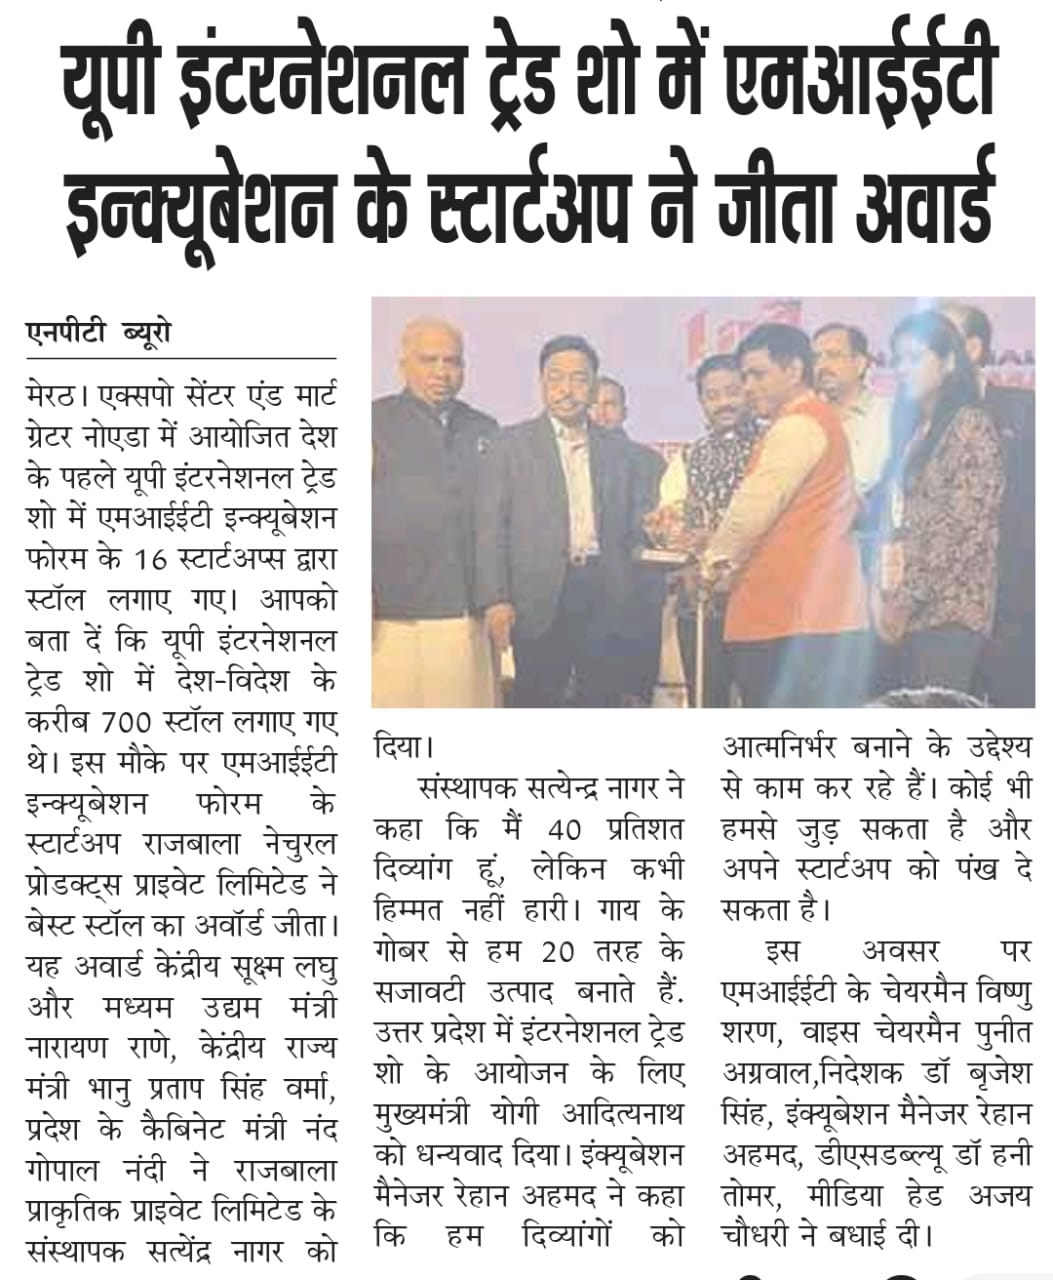 यूपी इंटरनेशनल ट्रेड शो में एमआईईटी
इन्क्यूबेशन के स्टार्टअप ने जीता अवार्ड
एनपीटी ब्यूरो
मेरठ। एक्सपो सेंटर एंड मार्ट
ग्रेटर नोएडा में आयोजित देश
के पहले यूपी इंटरनेशनल ट्रेड
शो में एमआईईटी इन्क्यूबेशन
फोरम के 16 स्टार्टअप्स द्वारा
स्टॉल लगाए गए। आपको
बता दें कि यूपी इंटरनेशनल
ट्रेड शो में देश-विदेश के
करीब 700 स्टॉल लगाए गए
थे। इस मौके पर एमआईईटी
इन्क्यूबेशन फोरम के
स्टार्टअप राजबाला नेचुरल
प्रोडक्ट्स प्राइवेट लिमिटेड ने
बेस्ट स्टॉल का अवॉर्ड जीता।
यह अवार्ड केंद्रीय सूक्ष्म लघु
और मध्यम उद्यम मंत्री
नारायण राणे, केंद्रीय राज्य
मंत्री भानु प्रताप सिंह वर्मा,
प्रदेश के कैबिनेट मंत्री नंद
गोपाल नंदी ने राजबाला
प्राकृतिक प्राइवेट लिमिटेड के
संस्थापक सत्येंद्र नागर को
दिया।
संस्थापक सत्येन्द्र नागर ने
कहा कि मैं 40 प्रतिशत
दिव्यांग हूं, लेकिन कभी
हिम्मत नहीं हारी। गाय के
गोबर से हम 20 तरह के
सजावटी उत्पाद बनाते हैं.
उत्तर प्रदेश में इंटरनेशनल ट्रेड
शो के आयोजन के लिए
मुख्यमंत्री योगी आदित्यनाथ
को धन्यवाद दिया। इंक्यूबेशन
मैनेजर रेहान अहमद ने कहा
कि हम दिव्यांगों को
आत्मनिर्भर बनाने के उद्देश्य
से काम कर रहे हैं। कोई भी
हमसे जुड़ सकता है और
अपने स्टार्टअप को पंख दे
सकता है।
इस अवसर पर
एमआईईटी के चेयरमैन विष्णु
शरण, वाइस चेयरमैन पुनीत
अग्रवाल,निदेशक डॉ बृजेश
सिंह, इंक्यूबेशन मैनेजर रेहान
अहमद, डीएसडब्ल्यू डॉ हनी
तोमर, मीडिया हेड अजय
चौधरी ने बधाई दी।